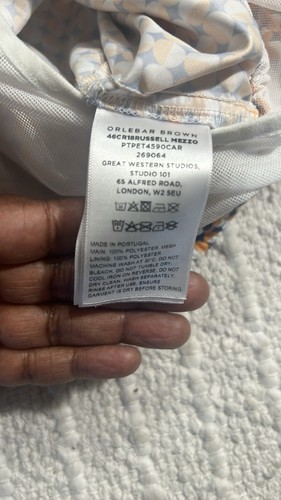 ORLEBAR BROWN
46CR1BRUSSELL MEZZO
PTPET4590CAR
269064
GREAT WESTERN STUDIOS,
STUDIO 101
65 ALFRED ROAD,
LONDON, W2 5EU
MADE IN PORTUGAL
MAIN: 100% POLYESTER. MESH
LINING: 100% POLYESTER.
MACHINE WASH AT 30°C. DO NOT
BLEACH. DO NOT TUMBLE DRY.
COOL IRON ON REVERSE. DO NOT
DRY CLEAN. WASH SEPARATELY.
RINSE AFTER USE. ENSURE
GARMENT IS DRY BEFORE STORING.